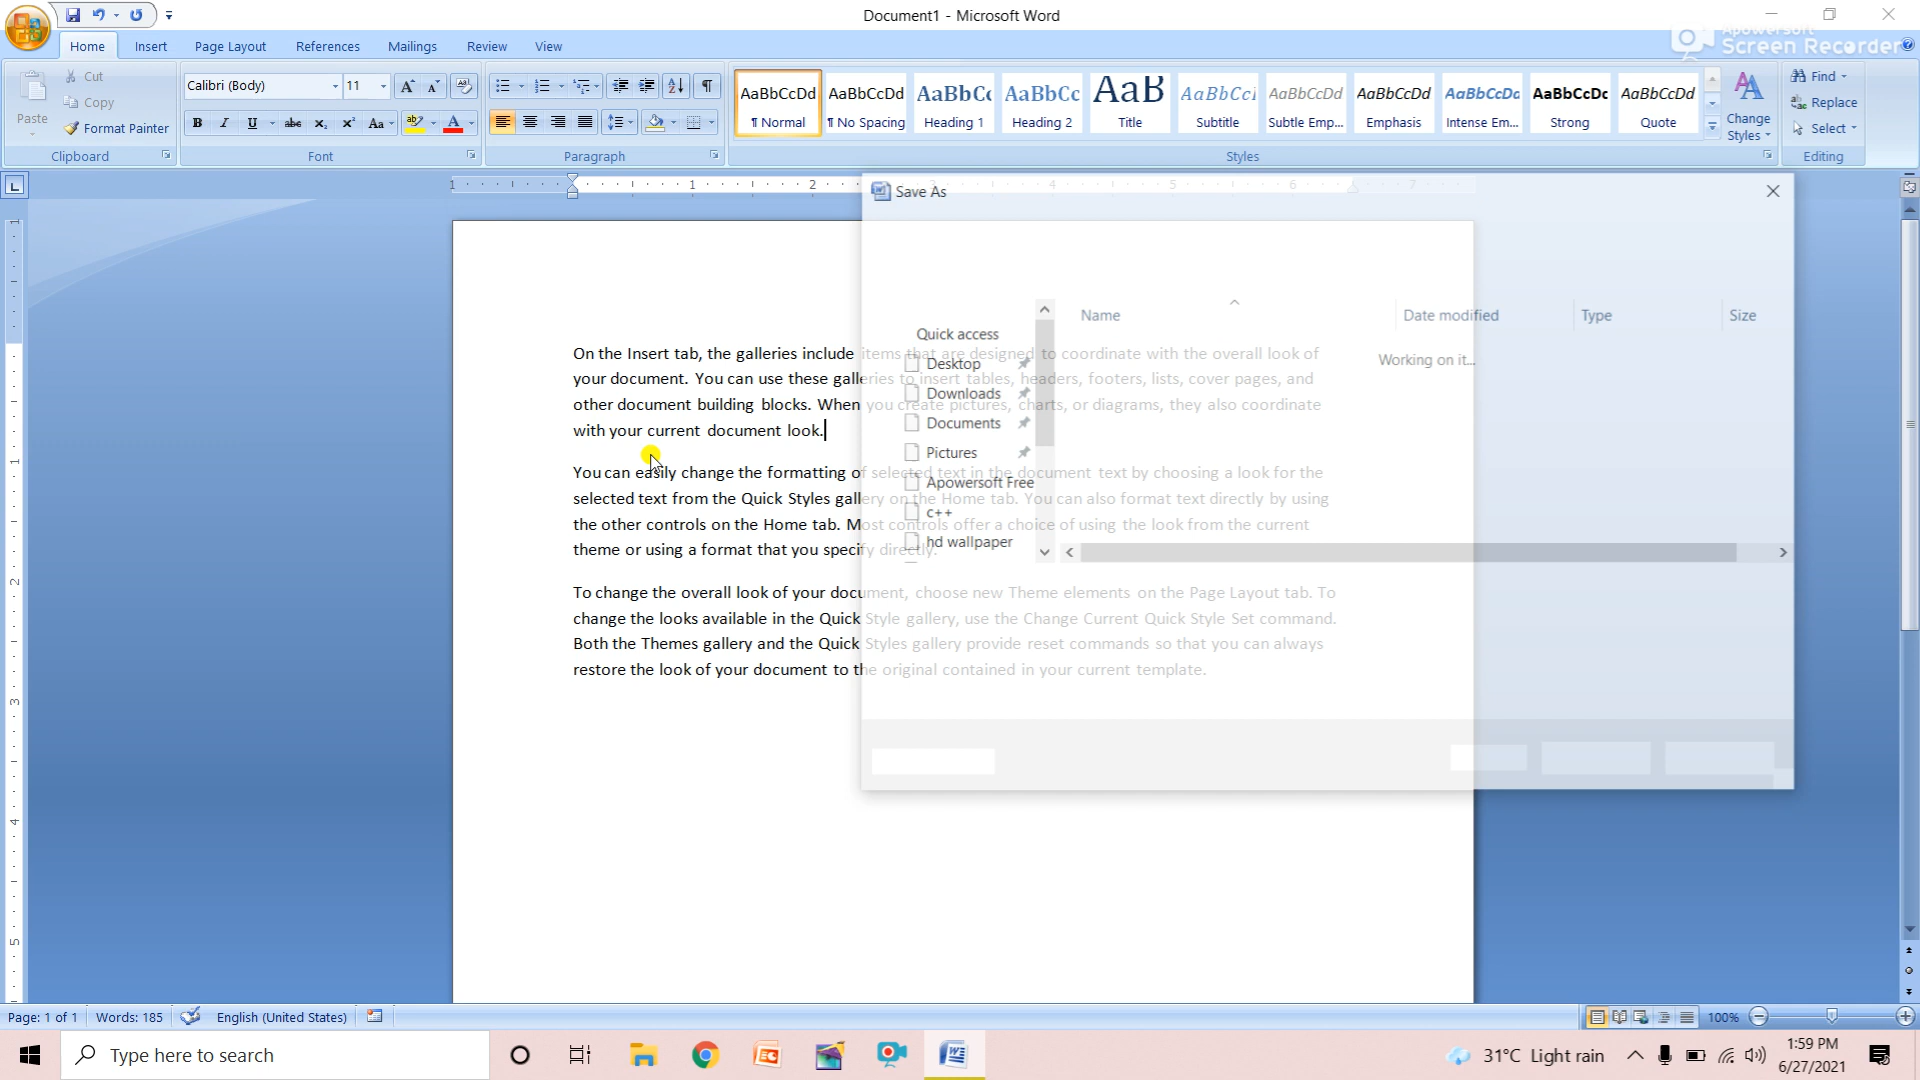 Document1 - Microsoft Word
Apowersoft
Screen Recorder
Home Insert Page Layout References Mailings Review View
Paste
Cut
Copy
Format Painter
Clipboard
Calibri (Body) 11
Font
Paragraph
AaBbCcDd AaBbCcDd AaBbCc AaBbCc AaB AaBbCcI AaBbCcDd AaBbCcDd AaBbCcDd AaBbCcDc AaBbCcDd
¶ Normal ¶ No Spacing Heading 1 Heading 2 Title Subtitle Subtle Emp... Emphasis Intense Em... Strong Quote
Change
Styles
Styles
Find
Replace
Select
Editing
Save As
Name Date modified Type Size
Working on it...
Quick access
Desktop
Downloads
Documents
Pictures
Apowersoft Free
c++
hd wallpaper
On the Insert tab, the galleries include items that are designed to coordinate with the overall look of
your document. You can use these galleries to insert tables, headers, footers, lists, cover pages, and
other document building blocks. When you create pictures, charts, or diagrams, they also coordinate
with your current document look.
You can easily change the formatting of selected text in the document text by choosing a look for the
selected text from the Quick Styles gallery on the Home tab. You can also format text directly by using
the other controls on the Home tab. Most controls offer a choice of using the look from the current
theme or using a format that you specify directly.
To change the overall look of your document, choose new Theme elements on the Page Layout tab. To
change the looks available in the Quick Style gallery, use the Change Current Quick Style Set command.
Both the Themes gallery and the Quick Styles gallery provide reset commands so that you can always
restore the look of your document to the original contained in your current template.
Page: 1 of 1 Words: 185 English (United States) 100%
Type here to search
31°C Light rain
1:59 PM
6/27/2021